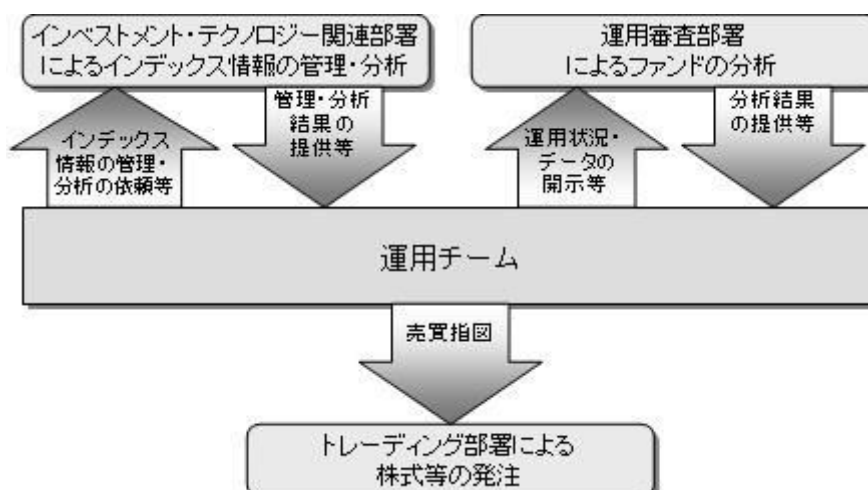 インベストメント・テクノロジー関連部署
によるインデックス情報の管理・分析
運用審査部署
によるファンドの分析
インデックス
情報の管理・
分析の依頼等
管理・分析
結果の
提供等
運用状況・
データの
開示等
分析結果
の提供等
運用チーム
売買指図
トレーディング部署による
株式等の発注